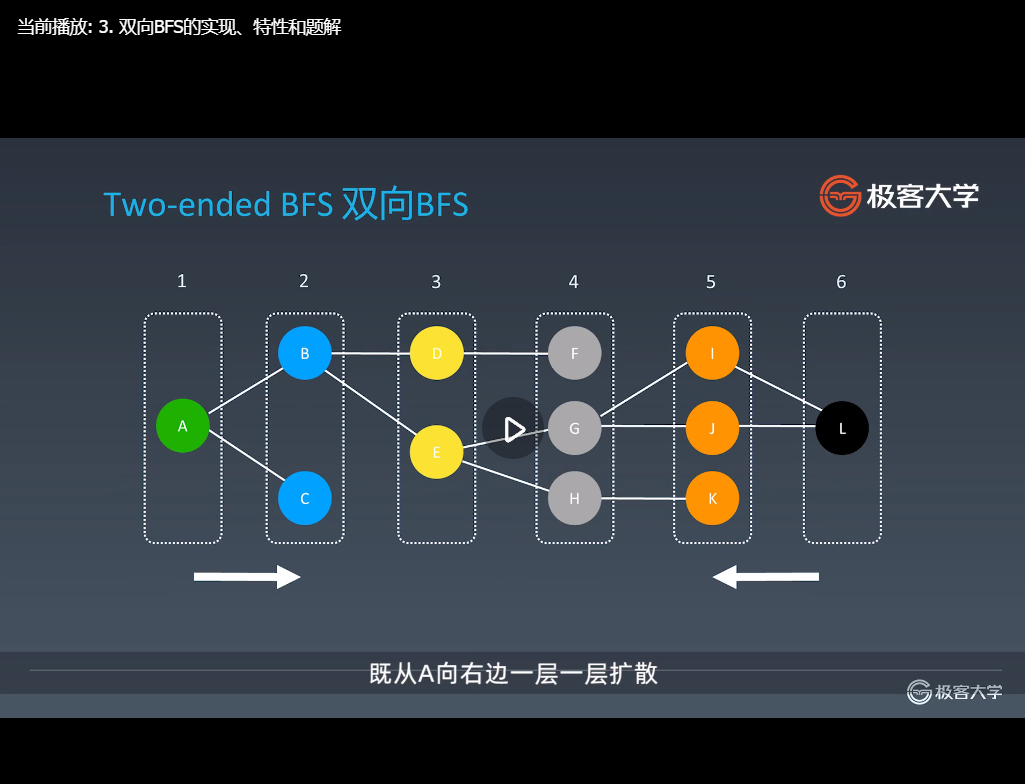 当前播放: 3. 双向BFS的实现、特性和题解
Two-ended BFS 双向BFS
极客大学
1 2 3 4 5 6
B D F I
A G J L
E
C H K
既从A向右边一层一层扩散
极客大学